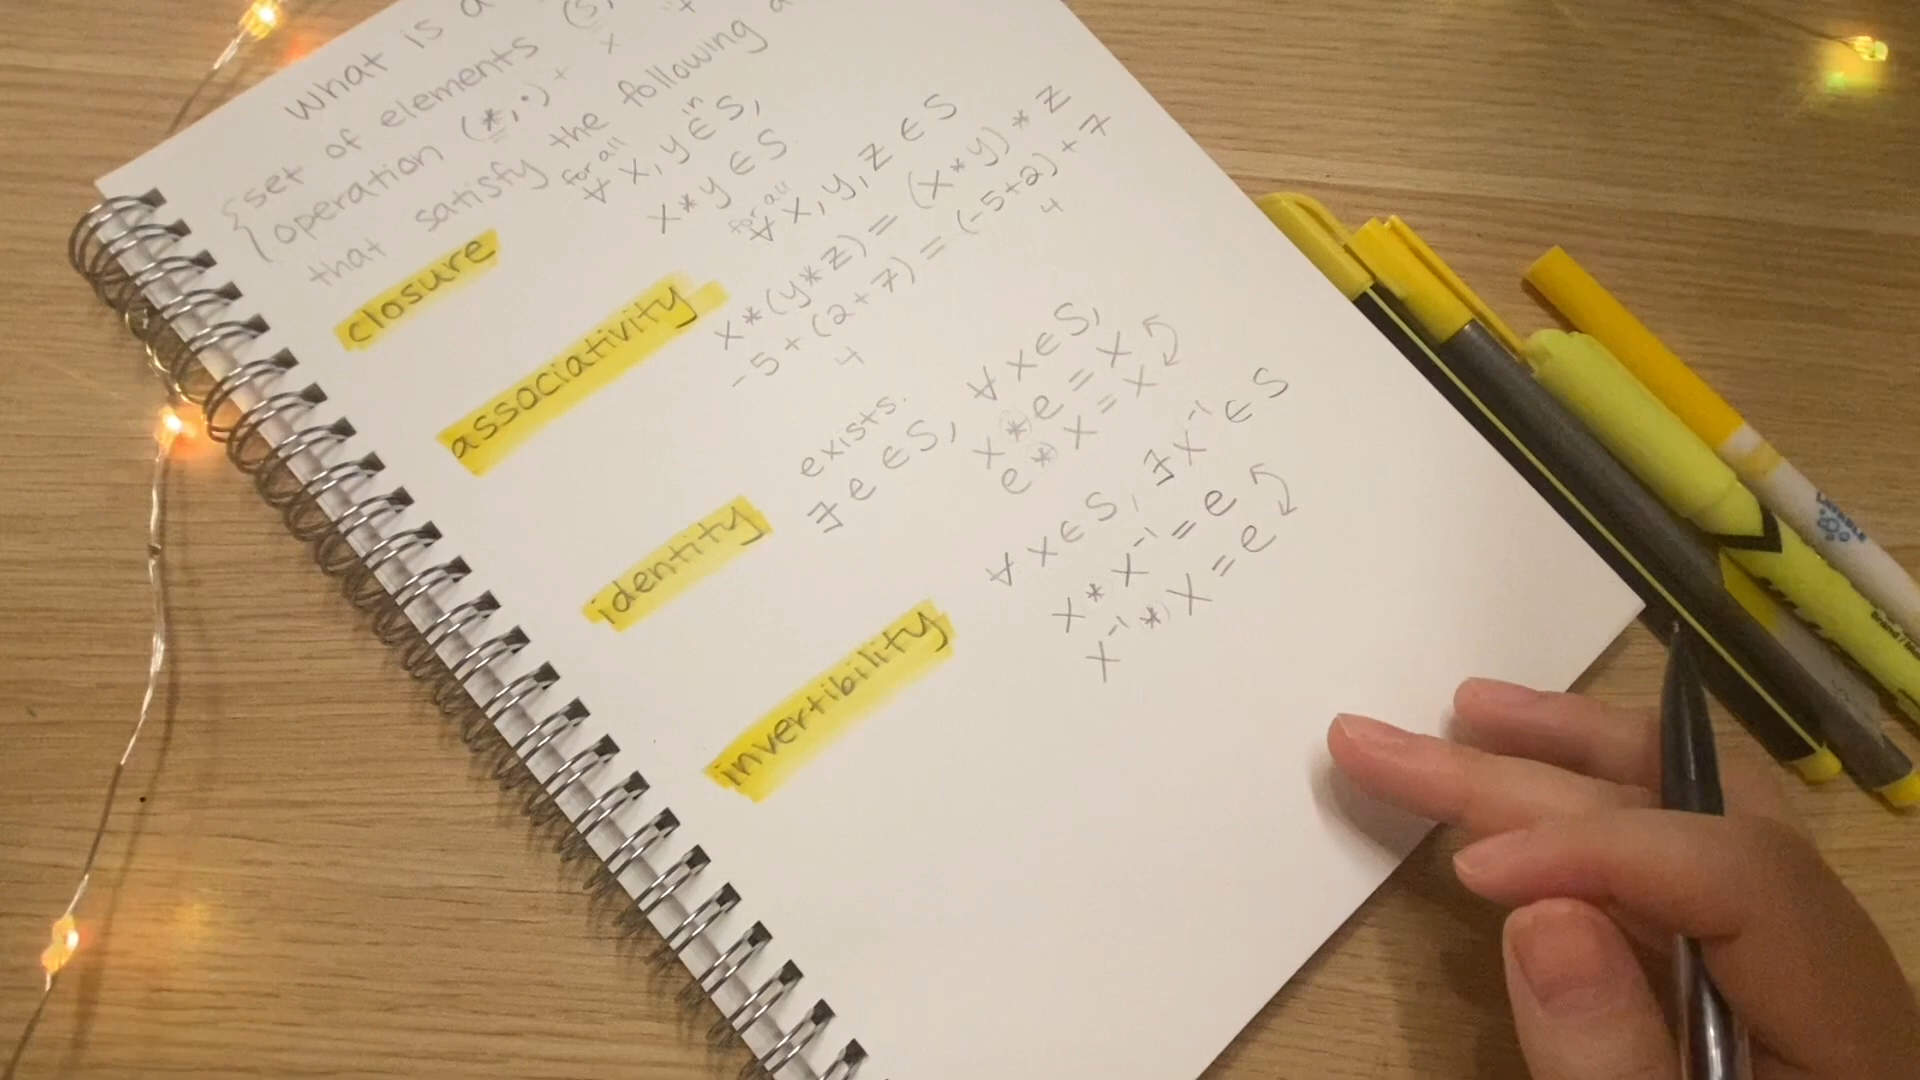 What is a
set of elements (S)
operation (*,·) + x
that satisfy the following
closure
for all in
∀ x, y ∈ S,
x * y ∈ S
associativity
for all
∀ x, y, z ∈ S
x * (y * z) = (x * y) * z
-5 + (2 + 7) = (-5+2) + 7
4 4
identity
exists.
∃ e ∈ S, ∀ x ∈ S,
x * e = x
e * x = x
invertibility
∀ x ∈ S, ∃ x⁻¹ ∈ S
x * x⁻¹ = e
x⁻¹ * x = e